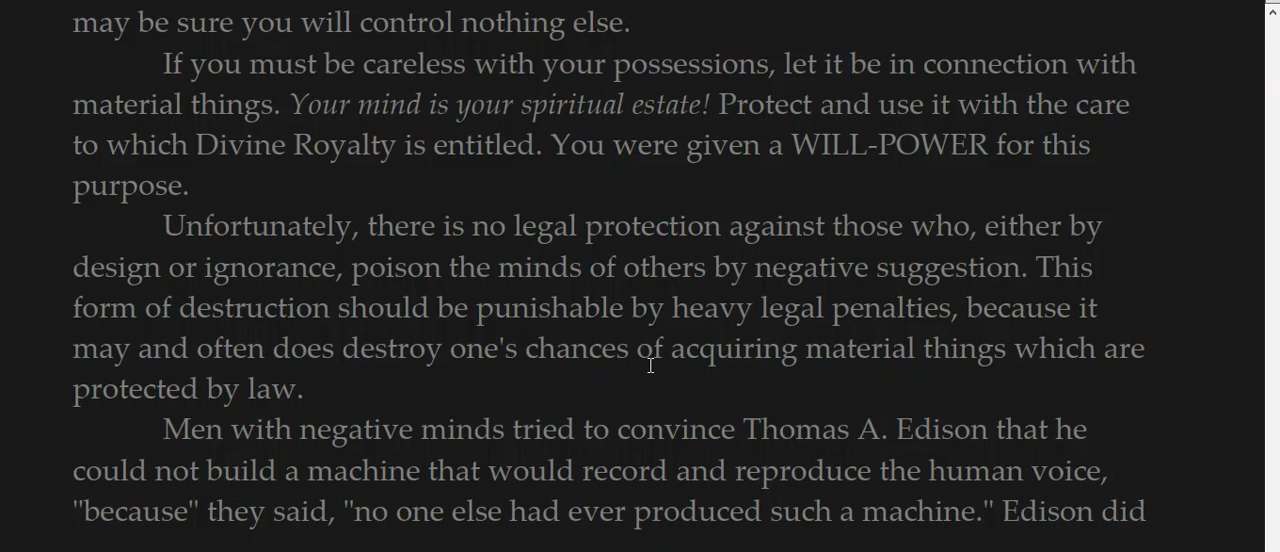 may be sure you will control nothing else.
If you must be careless with your possessions, let it be in connection with
material things. Your mind is your spiritual estate! Protect and use it with the care
to which Divine Royalty is entitled. You were given a WILL-POWER for this
purpose.
Unfortunately, there is no legal protection against those who, either by
design or ignorance, poison the minds of others by negative suggestion. This
form of destruction should be punishable by heavy legal penalties, because it
may and often does destroy one's chances of acquiring material things which are
protected by law.
Men with negative minds tried to convince Thomas A. Edison that he
could not build a machine that would record and reproduce the human voice,
"because" they said, "no one else had ever produced such a machine." Edison did